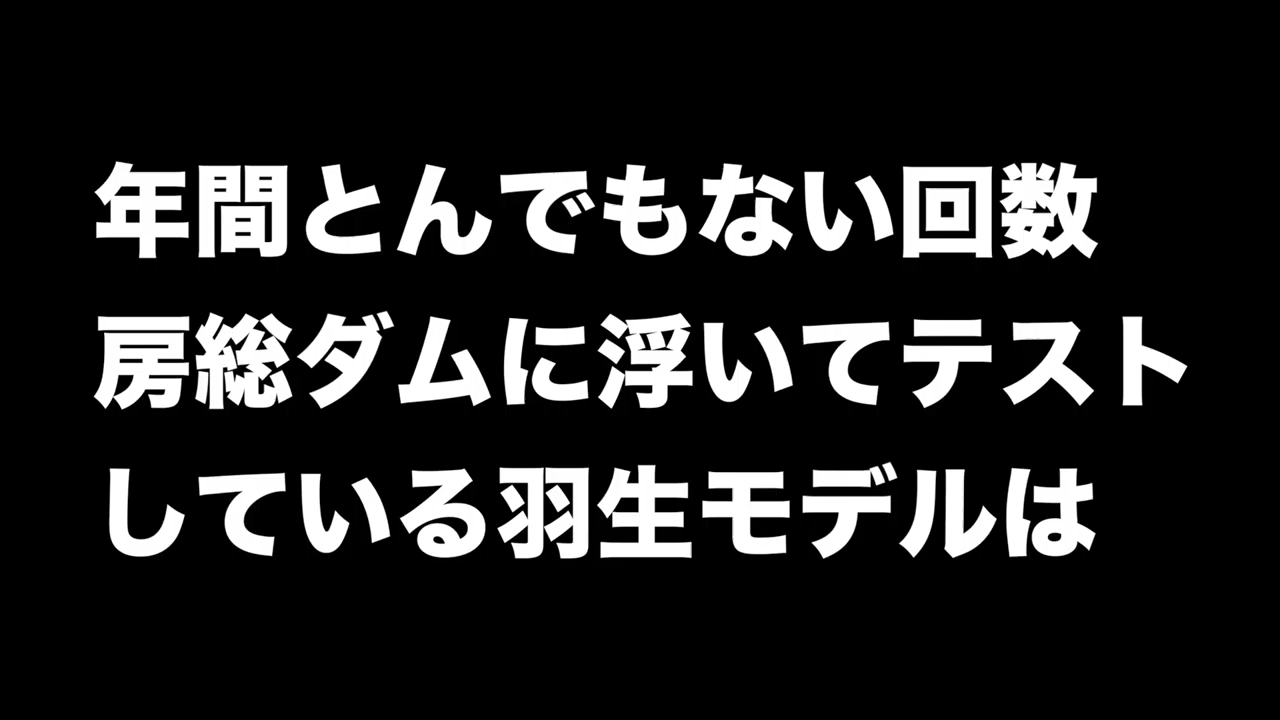 年間とんでもない回数
房総ダムに浮いてテスト
している羽生モデルは